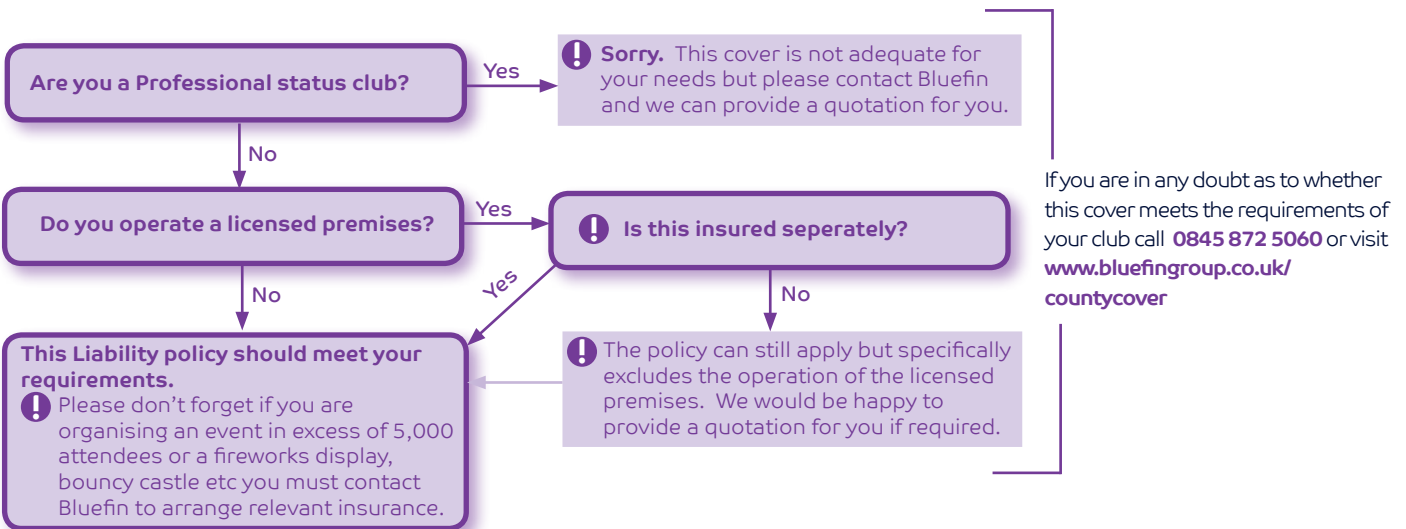 Are you a Professional status club?
Yes
Sorry. This cover is not adequate for
your needs but please contact Bluefin
and we can provide a quotation for you.
No
Do you operate a licensed premises?
Yes
Is this insured seperately?
No
Yes
No
This Liability policy should meet your
requirements.
Please don’t forget if you are
organising an event in excess of 5,000
attendees or a fireworks display,
bouncy castle etc you must contact
Bluefin to arrange relevant insurance.
The policy can still apply but specifically
excludes the operation of the licensed
premises. We would be happy to
provide a quotation for you if required.
If you are in any doubt as to whether
this cover meets the requirements of
your club call 0845 872 5060 or visit
www.bluefingroup.co.uk/
countycover